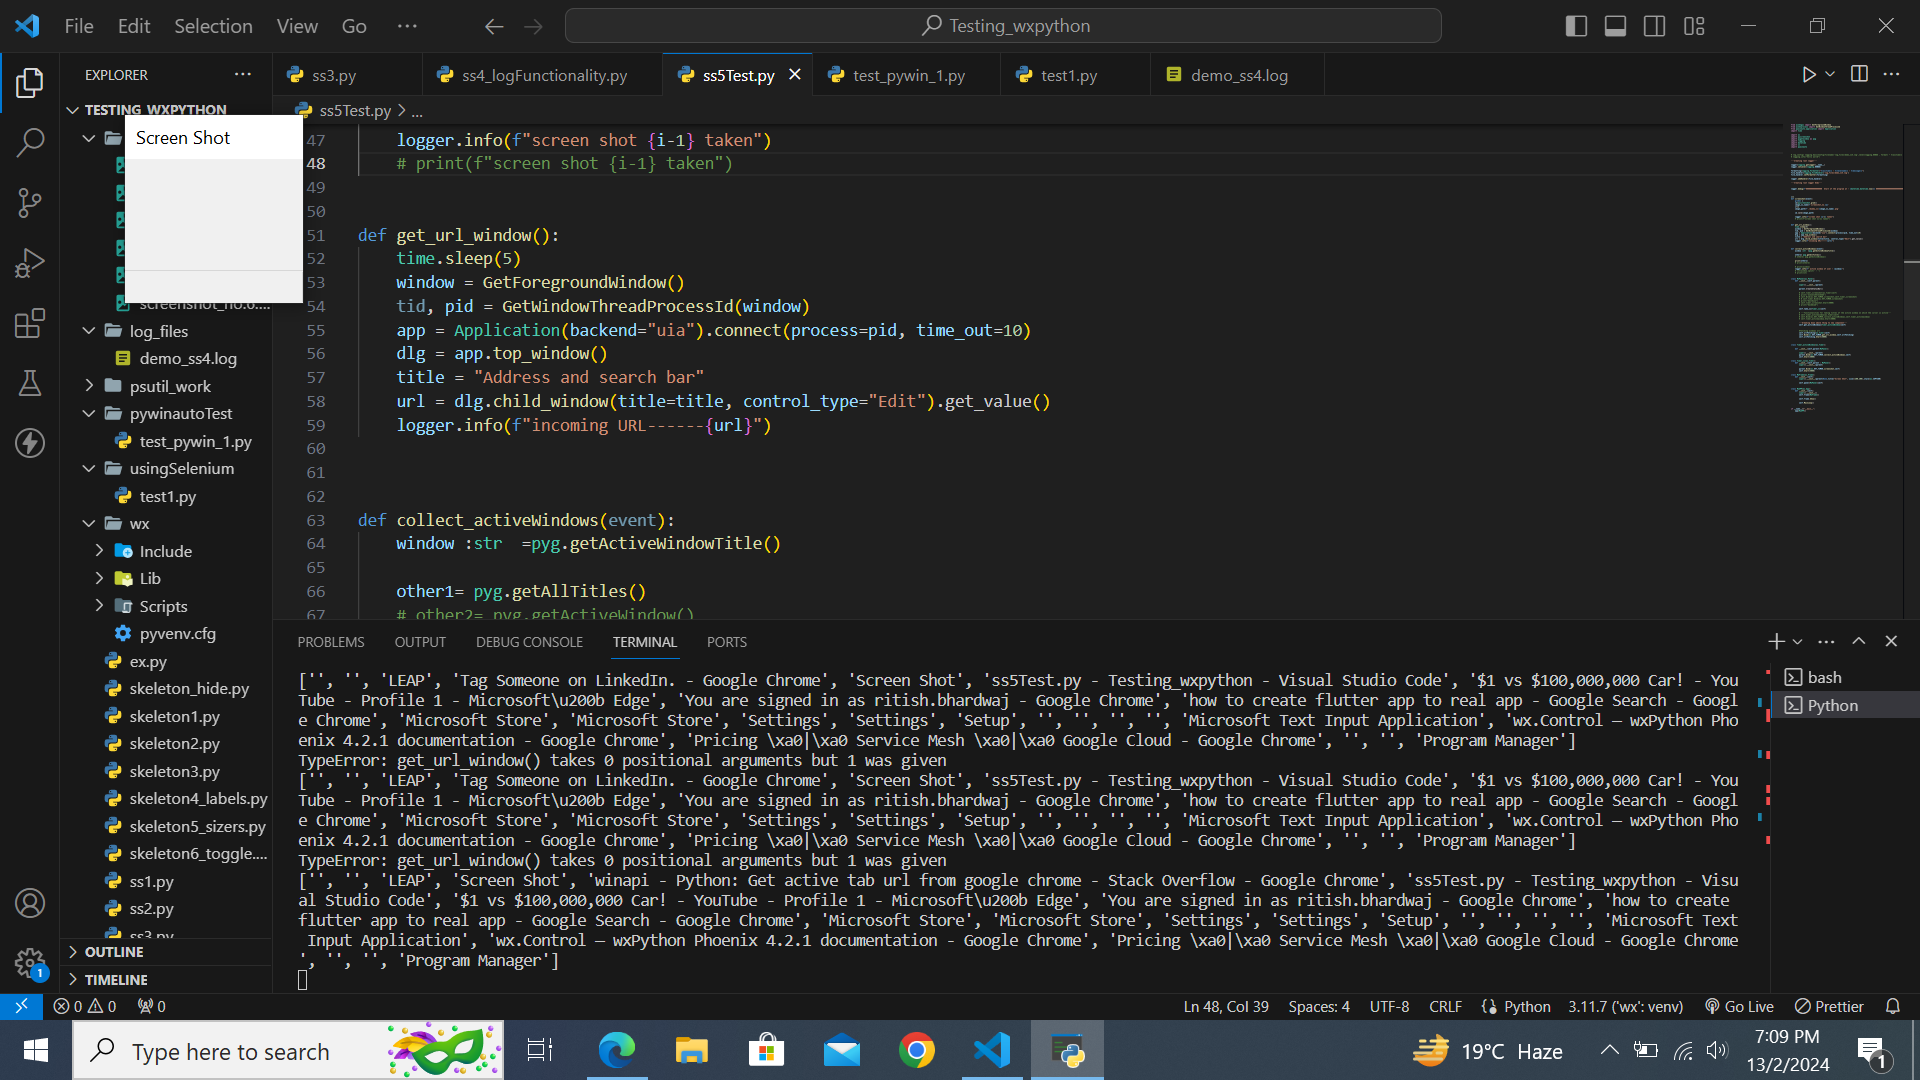 File Edit Selection View Go ··· Testing_wxpython
EXPLORER ···
ss3.py ss4_logFunctionality.py ss5Test.py test_pywin_1.py test1.py demo_ss4.log
TESTING_WXPYTHON
ss5Test.py > ...
Screen Shot
screenshot_no.6....
log_files
demo_ss4.log
psutil_work
pywinautoTest
test_pywin_1.py
usingSelenium
test1.py
wx
Include
Lib
Scripts
pyvenv.cfg
ex.py
skeleton_hide.py
skeleton1.py
skeleton2.py
skeleton3.py
skeleton4_labels.py
skeleton5_sizers.py
skeleton6_toggle....
ss1.py
ss2.py
ss3.py
OUTLINE
TIMELINE
47 logger.info(f"screen shot {i-1} taken")
48 # print(f"screen shot {i-1} taken")
49
50
51 def get_url_window():
52 time.sleep(5)
53 window = GetForegroundWindow()
54 tid, pid = GetWindowThreadProcessId(window)
55 app = Application(backend="uia").connect(process=pid, time_out=10)
56 dlg = app.top_window()
57 title = "Address and search bar"
58 url = dlg.child_window(title=title, control_type="Edit").get_value()
59 logger.info(f"incoming URL------{url}")
60
61
62
63 def collect_activeWindows(event):
64 window :str  =pyg.getActiveWindowTitle()
65
66 other1= pyg.getAllTitles()
67 # other2= pyg.getActiveWindow()
PROBLEMS OUTPUT DEBUG CONSOLE TERMINAL PORTS
['', '', 'LEAP', 'Tag Someone on LinkedIn. - Google Chrome', 'Screen Shot', 'ss5Test.py - Testing_wxpython - Visual Studio Code', '$1 vs $100,000,000 Car! - You
Tube - Profile 1 - Microsoft\u200b Edge', 'You are signed in as ritish.bhardwaj - Google Chrome', 'how to create flutter app to real app - Google Search - Googl
e Chrome', 'Microsoft Store', 'Microsoft Store', 'Settings', 'Settings', 'Setup', '', '', '', '', 'Microsoft Text Input Application', 'wx.Control — wxPython Pho
enix 4.2.1 documentation - Google Chrome', 'Pricing \xa0|\xa0 Service Mesh \xa0|\xa0 Google Cloud - Google Chrome', '', '', 'Program Manager']
TypeError: get_url_window() takes 0 positional arguments but 1 was given
['', '', 'LEAP', 'Tag Someone on LinkedIn. - Google Chrome', 'Screen Shot', 'ss5Test.py - Testing_wxpython - Visual Studio Code', '$1 vs $100,000,000 Car! - You
Tube - Profile 1 - Microsoft\u200b Edge', 'You are signed in as ritish.bhardwaj - Google Chrome', 'how to create flutter app to real app - Google Search - Googl
e Chrome', 'Microsoft Store', 'Microsoft Store', 'Settings', 'Settings', 'Setup', '', '', '', '', 'Microsoft Text Input Application', 'wx.Control — wxPython Pho
enix 4.2.1 documentation - Google Chrome', 'Pricing \xa0|\xa0 Service Mesh \xa0|\xa0 Google Cloud - Google Chrome', '', '', 'Program Manager']
TypeError: get_url_window() takes 0 positional arguments but 1 was given
['', '', 'LEAP', 'Screen Shot', 'winapi - Python: Get active tab url from google chrome - Stack Overflow - Google Chrome', 'ss5Test.py - Testing_wxpython - Visu
al Studio Code', '$1 vs $100,000,000 Car! - YouTube - Profile 1 - Microsoft\u200b Edge', 'You are signed in as ritish.bhardwaj - Google Chrome', 'how to create
flutter app to real app - Google Search - Google Chrome', 'Microsoft Store', 'Microsoft Store', 'Settings', 'Settings', 'Setup', '', '', '', '', 'Microsoft Text
Input Application', 'wx.Control — wxPython Phoenix 4.2.1 documentation - Google Chrome', 'Pricing \xa0|\xa0 Service Mesh \xa0|\xa0 Google Cloud - Google Chrome
', '', '', 'Program Manager']
bash
Python
1
0 0 0 Ln 48, Col 39 Spaces: 4 UTF-8 CRLF Python 3.11.7 ('wx': venv) Go Live Prettier
Type here to search 19°C Haze 7:09 PM
13/2/2024 1